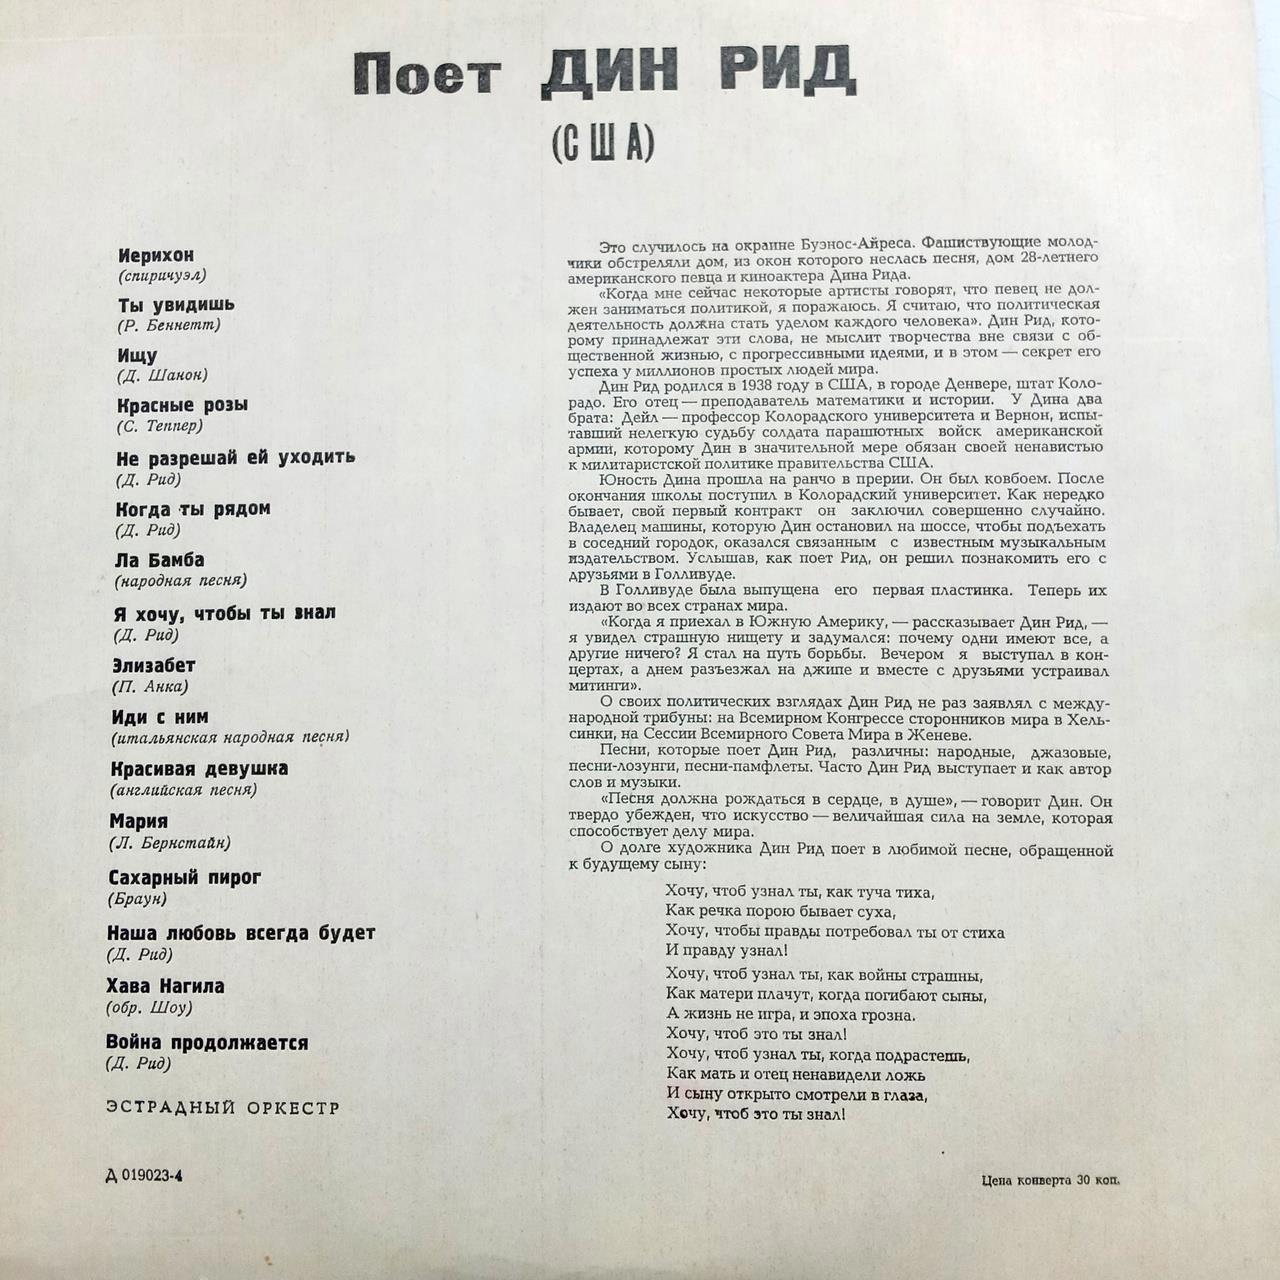 Поет ДИН РИД
(США)
Иерихон
(спиричуэл)
Ты увидишь
(Р. Беннетт)
Ищу
(Д. Шанон)
Красные розы
(С. Теппер)
Не разрешай ей уходить
(Д. Рид)
Когда ты рядом
(Д. Рид)
Ла Бамба
(народная песня)
Я хочу, чтобы ты знал
(Д. Рид)
Элизабет
(П. Анка)
Иди с ним
(итальянская народная песня)
Красивая девушка
(английская песня)
Мария
(Л. Бернстайн)
Сахарный пирог
(Браун)
Наша любовь всегда будет
(Д. Рид)
Хава Нагила
(обр. Шоу)
Война продолжается
(Д. Рид)
ЭСТРАДНЫЙ ОРКЕСТР
Это случилось на окраине Буэнос-Айреса. Фашиствующие молод-
чики обстреляли дом, из окон которого неслась песня, дом 28-летнего
американского певца и киноактера Дина Рида.
«Когда мне сейчас некоторые артисты говорят, что певец не дол-
жен заниматься политикой, я поражаюсь. Я считаю, что политическая
деятельность должна стать уделом каждого человека». Дин Рид, кото-
рому принадлежат эти слова, не мыслит творчества вне связи с об-
щественной жизнью, с прогрессивными идеями, и в этом — секрет его
успеха у миллионов простых людей мира.
Дин Рид родился в 1938 году в США, в городе Денвере, штат Коло-
радо. Его отец — преподаватель математики и истории. У Дина два
брата: Дейл — профессор Колорадского университета и Вернон, испы-
тавший нелегкую судьбу солдата парашютных войск американской
армии, которому Дин в значительной мере обязан своей ненавистью
к милитаристской политике правительства США.
Юность Дина прошла на ранчо в прерии. Он был ковбоем. После
окончания школы поступил в Колорадский университет. Как нередко
бывает, свой первый контракт он заключил совершенно случайно.
Владелец машины, которую Дин остановил на шоссе, чтобы подъехать
в соседний городок, оказался связанным с известным музыкальным
издательством. Услышав, как поет Рид, он решил познакомить его с
друзьями в Голливуде.
В Голливуде была выпущена его первая пластинка. Теперь их
издают во всех странах мира.
«Когда я приехал в Южную Америку, — рассказывает Дин Рид, —
я увидел страшную нищету и задумался: почему одни имеют все, а
другие ничего? Я стал на путь борьбы. Вечером я выступал в кон-
цертах, а днем разъезжал на джипе и вместе с друзьями устраивал
митинги».
О своих политических взглядах Дин Рид не раз заявлял с между-
народной трибуны: на Всемирном Конгрессе сторонников мира в Хель-
синки, на Сессии Всемирного Совета Мира в Женеве.
Песни, которые поет Дин Рид, различны: народные, джазовые,
песни-лозунги, песни-памфлеты. Часто Дин Рид выступает и как автор
слов и музыки.
«Песня должна рождаться в сердце, в душе», — говорит Дин. Он
твердо убежден, что искусство — величайшая сила на земле, которая
способствует делу мира.
О долге художника Дин Рид поет в любимой песне, обращенной
к будущему сыну:
Хочу, чтоб узнал ты, как туча тиха,
Как речка порою бывает суха,
Хочу, чтобы правды потребовал ты от стиха
И правду узнал!
Хочу, чтоб узнал ты, как войны страшны,
Как матери плачут, когда погибают сыны,
А жизнь не игра, и эпоха грозна.
Хочу, чтоб это ты знал!
Хочу, чтоб узнал ты, когда подрастешь,
Как мать и отец ненавидели ложь
И сыну открыто смотрели в глаза,
Хочу, чтоб это ты знал!
Д 019023-4
Цена конверта 30 коп.